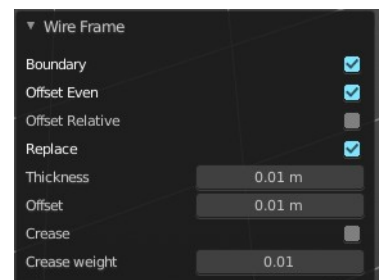 Wire Frame
Boundary
Offset Even
Offset Relative
Replace
Thickness 0.01 m
Offset 0.01 m
Crease
Crease weight 0.01